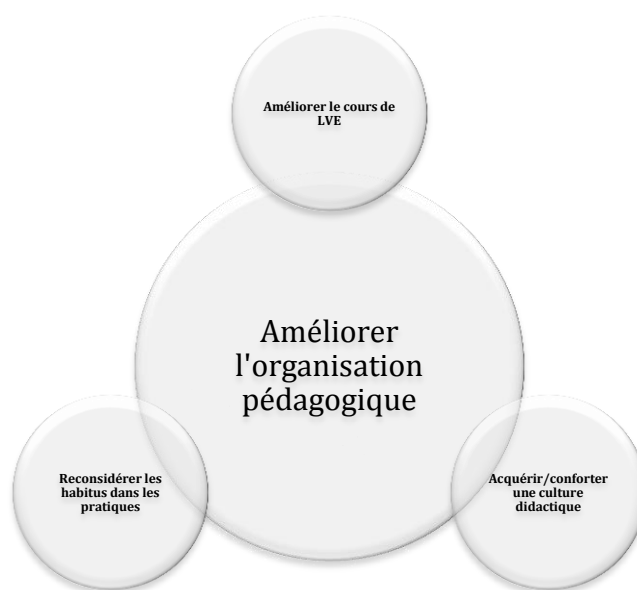 Améliorer le cours de
LVE
Améliorer
l'organisation
pédagogique
Reconsidérer les
habitus dans les
pratiques
Acquérir/conforter
une culture
didactique